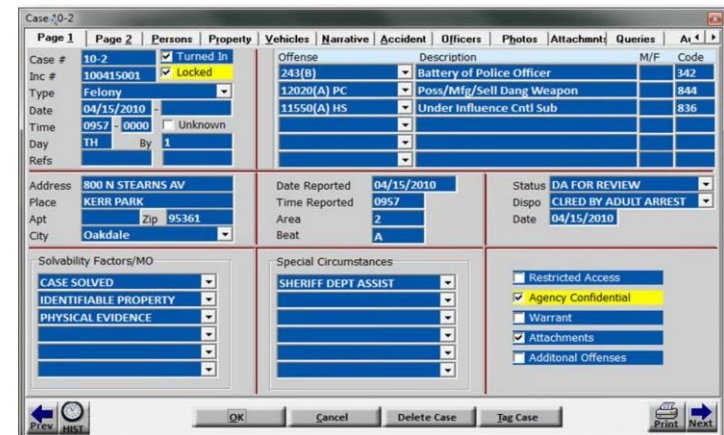 Case 10-2
Page 1 Page 2 Persons Property Vehicles Narrative Accident Officers Photos Attachments Queries
Case # 10-2 Turned In
Inc # 100415001 Locked
Type Felony
Date 04/15/2010 -
Time 0957 - 0000 Unknown
Day TH By 1
Refs
Offense Description M/F Code
243(B) Battery of Police Officer 342
12020(A) PC Poss/Mfg/Sell Dang Weapon 844
11550(A) HS Under Influence Cntl Sub 836
Address 800 N STEARNS AV
Place KERR PARK
Apt Zip 95361
City Oakdale
Date Reported 04/15/2010
Time Reported 0957
Area 2
Beat A
Status DA FOR REVIEW
Dispo CLRED BY ADULT ARREST
Date 04/15/2010
Solvability Factors/MO
CASE SOLVED
IDENTIFIABLE PROPERTY
PHYSICAL EVIDENCE
Special Circumstances
SHERIFF DEPT ASSIST
Restricted Access
Agency Confidential
Warrant
Attachments
Additonal Offenses
Prev HIST OK Cancel Delete Case Tag Case Print Next